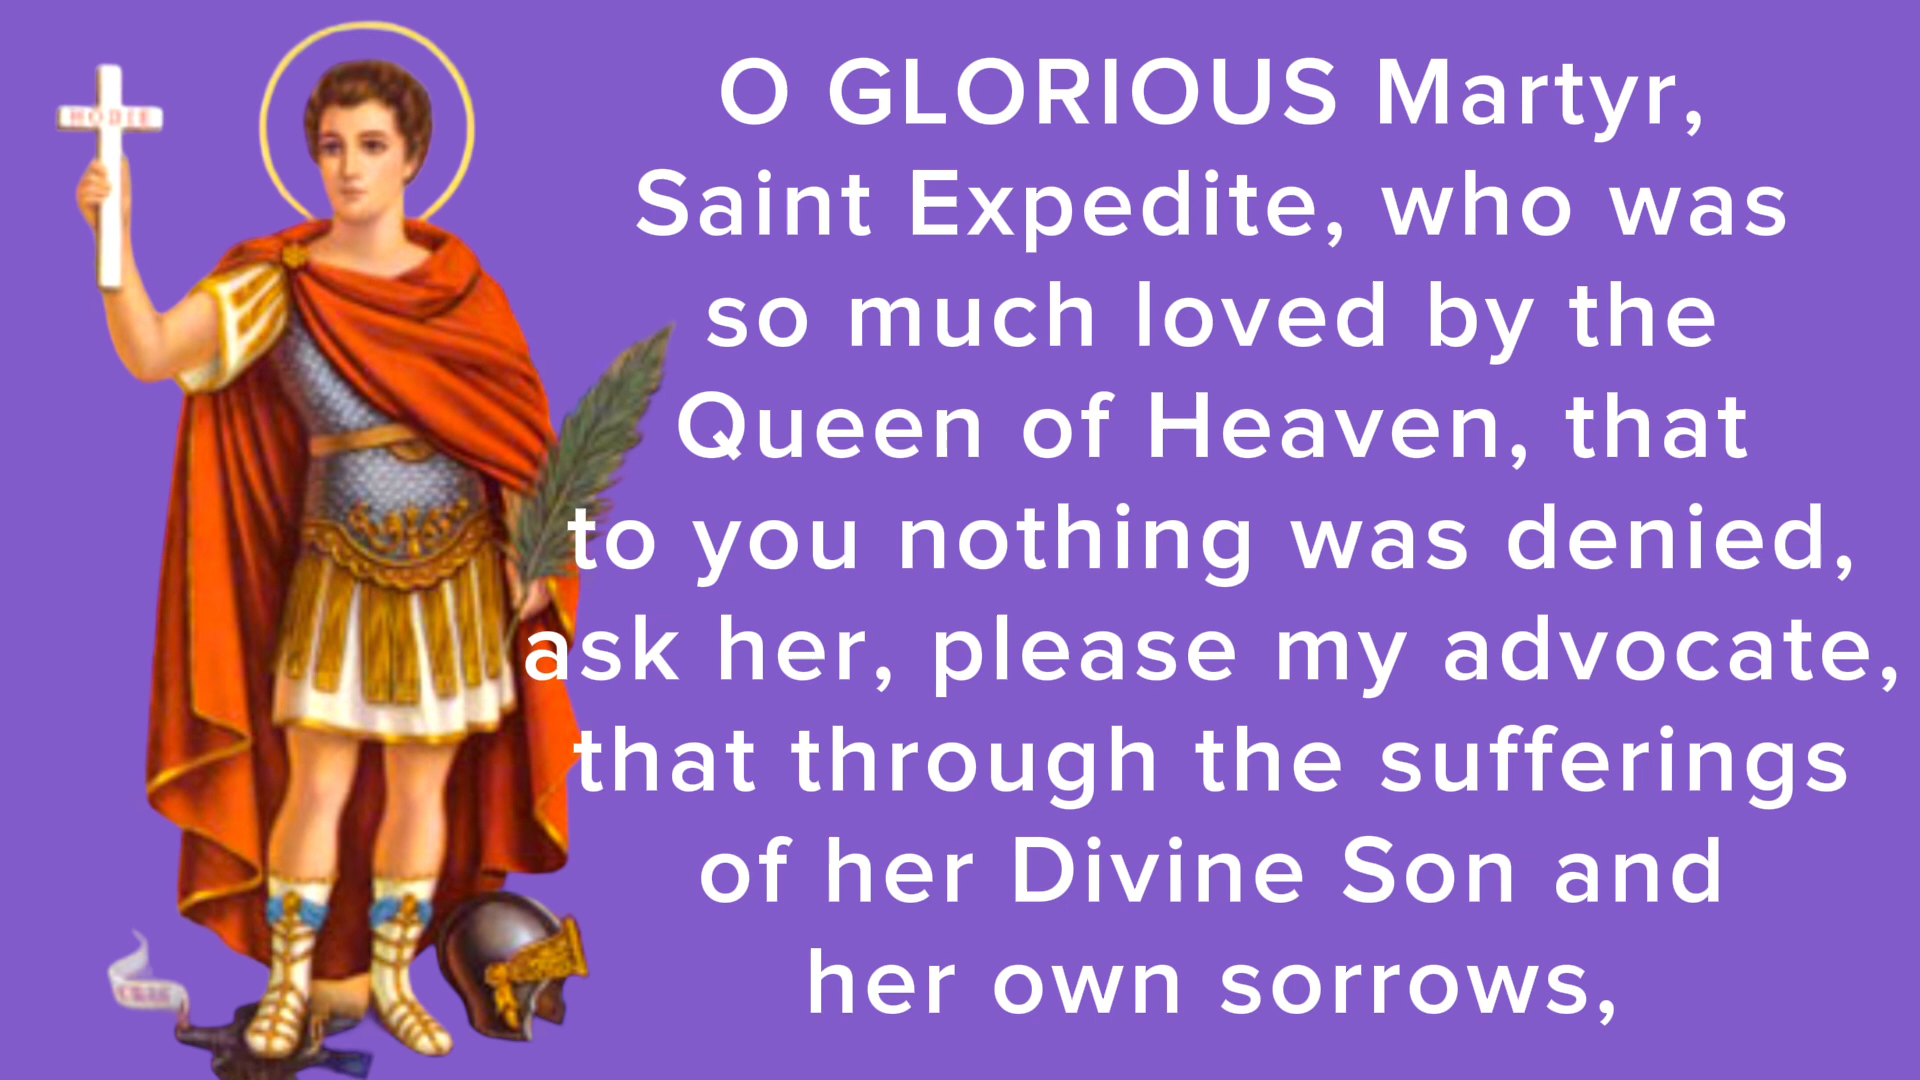 HODIE
O GLORIOUS Martyr,
Saint Expedite, who was
so much loved by the
Queen of Heaven, that
to you nothing was denied,
ask her, please my advocate,
that through the sufferings
of her Divine Son and
her own sorrows,